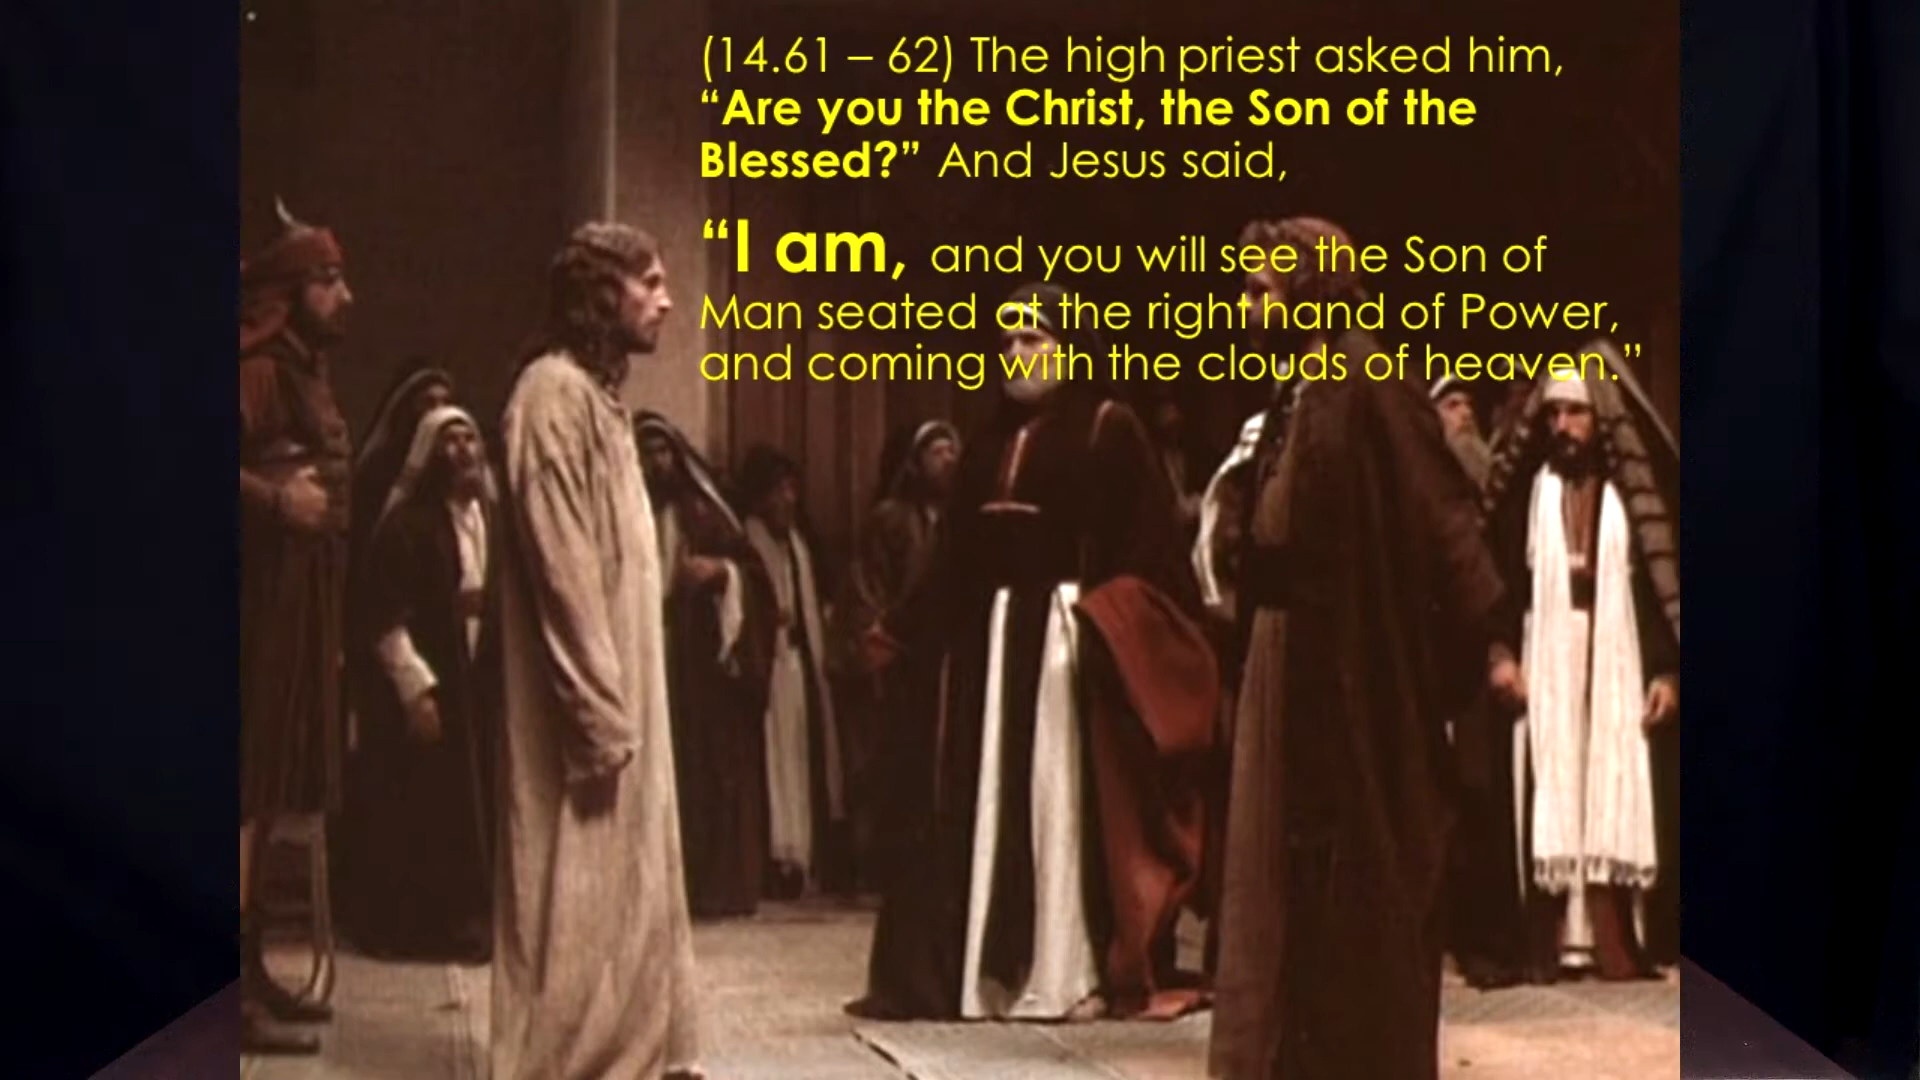 (14.61 – 62) The high priest asked him,
“Are you the Christ, the Son of the
Blessed?” And Jesus said,
“I am, and you will see the Son of
Man seated at the right hand of Power,
and coming with the clouds of heaven.”